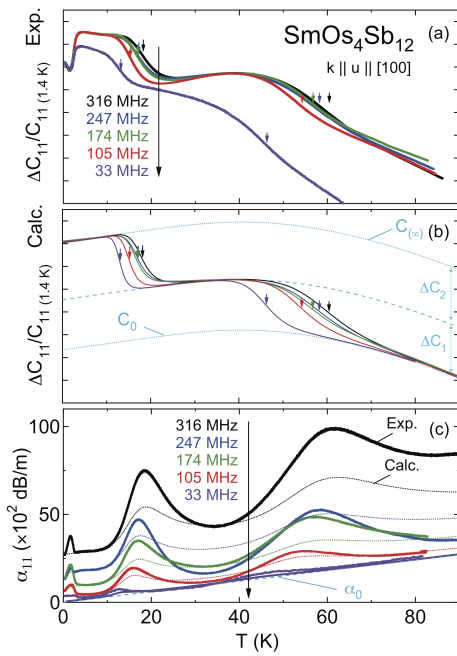 Exp.
SmOs₄Sb₁₂
(a)
k || u || [100]
ΔC₁₁/C₁₁ (1.4 K)
316 MHz
247 MHz
174 MHz
105 MHz
33 MHz
Calc.
(b)
C(∞)
ΔC₂
ΔC₁
C₀
ΔC₁₁/C₁₁ (1.4 K)
(c)
316 MHz
247 MHz
174 MHz
105 MHz
33 MHz
Exp.
Calc.
α₀
α₁₁ (×10² dB/m)
100
50
0
0 20 40 60 80
T (K)